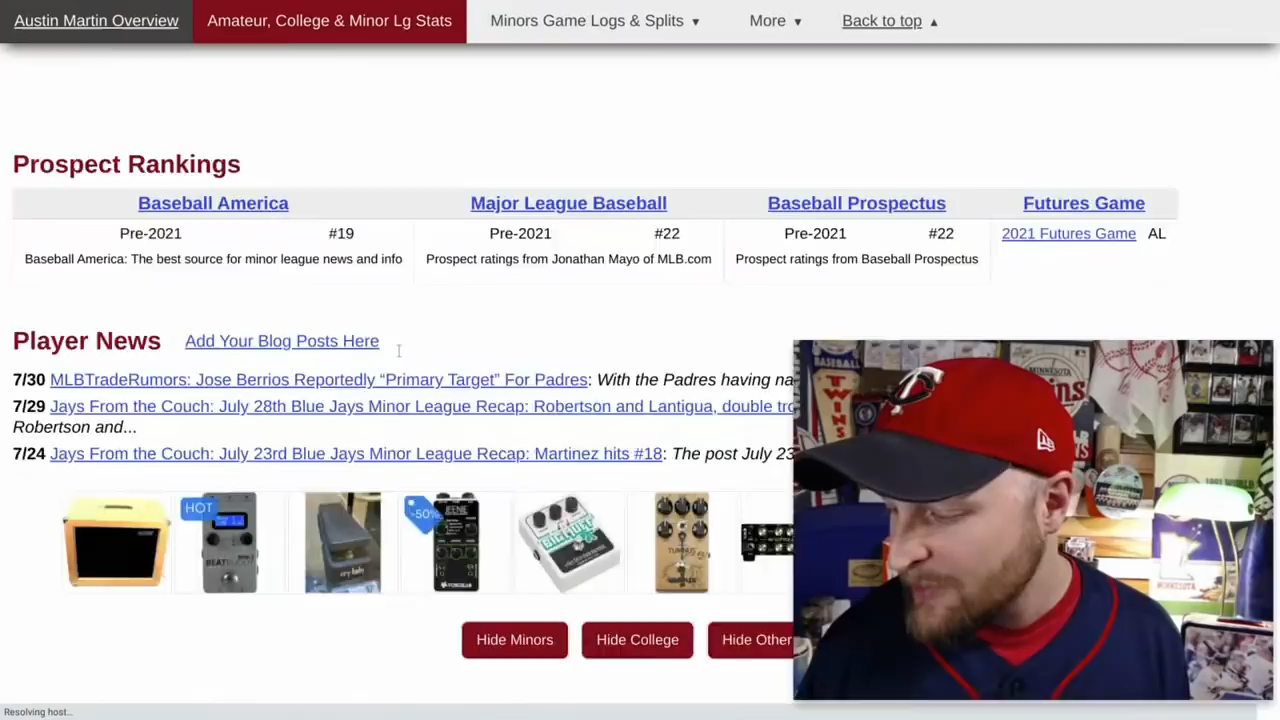 Austin Martin Overview
Amateur, College & Minor Lg Stats
Minors Game Logs & Splits ▼
More ▼
Back to top ▲
Prospect Rankings
Baseball America
Major League Baseball
Baseball Prospectus
Futures Game
Pre-2021 #19
Pre-2021 #22
Pre-2021 #22
2021 Futures Game AL
Baseball America: The best source for minor league news and info
Prospect ratings from Jonathan Mayo of MLB.com
Prospect ratings from Baseball Prospectus
Player News Add Your Blog Posts Here
7/30 MLBTradeRumors: Jose Berrios Reportedly “Primary Target” For Padres: With the Padres having na
7/29 Jays From the Couch: July 28th Blue Jays Minor League Recap: Robertson and Lantigua, double tro
Robertson and...
7/24 Jays From the Couch: July 23rd Blue Jays Minor League Recap: Martinez hits #18: The post July 23
HOT
-50%
Hide Minors
Hide College
Hide Other
Resolving host...
TWINS
MINNESOTA